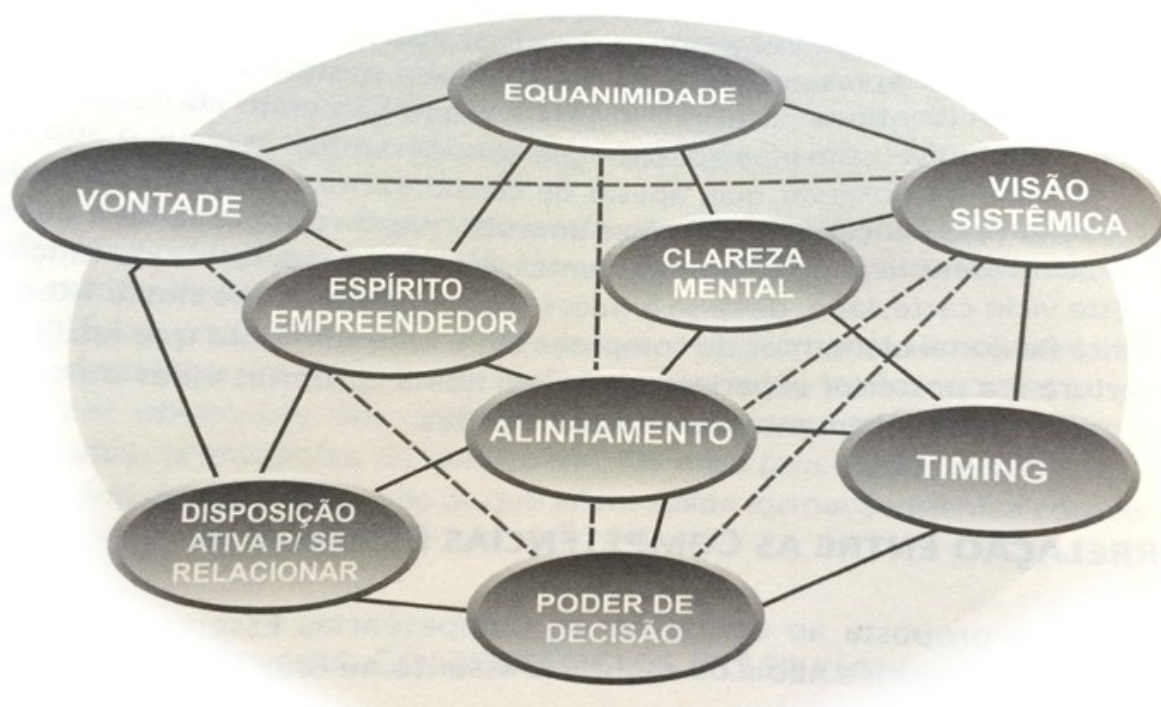 EQUANIMIDADE
VONTADE
VISÃO
SISTÊMICA
CLAREZA
MENTAL
ESPÍRITO
EMPREENDEDOR
ALINHAMENTO
TIMING
DISPOSIÇÃO
ATIVA P/ SE
RELACIONAR
PODER DE
DECISÃO